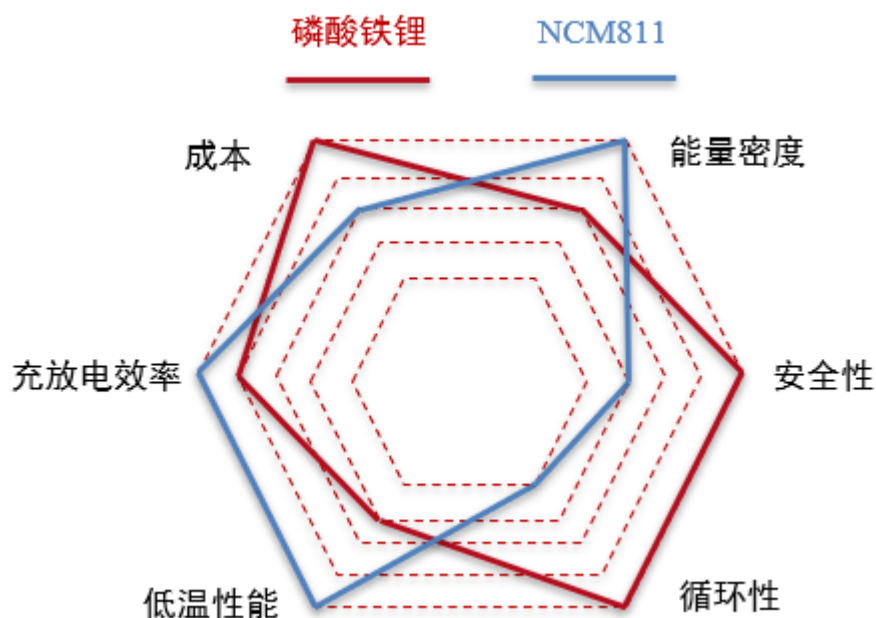 磷酸铁锂
NCM811
成本
能量密度
充放电效率
安全性
低温性能
循环性